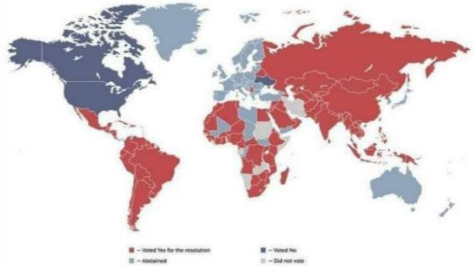 – Voted Yes for the resolution
– Voted No
– Abstained
– Did not vote